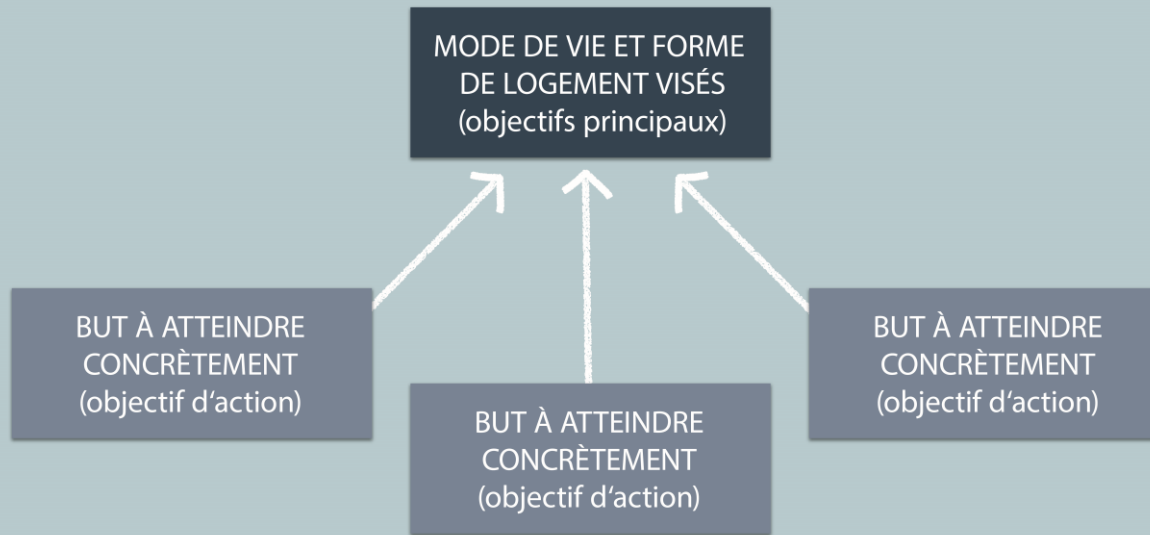 MODE DE VIE ET FORME
DE LOGEMENT VISÉS
(objectifs principaux)
BUT À ATTEINDRE
CONCRÈTEMENT
(objectif d‘action)
BUT À ATTEINDRE
CONCRÈTEMENT
(objectif d‘action)
BUT À ATTEINDRE
CONCRÈTEMENT
(objectif d‘action)